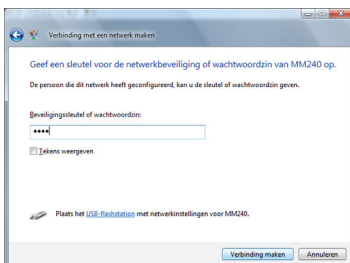 Verbinding met een netwerk maken
Geef een sleutel voor de netwerkbeveiliging of wachtwoordzin van MM240 op.
De persoon die dit netwerk heeft geconfigureerd, kan u de sleutel of wachtwoordzin geven.
Beveiligingssleutel of wachtwoordzin:
••••
Tekens weergeven
Plaats het USB-flashstation met netwerkinstellingen voor MM240.
Verbinding maken Annuleren